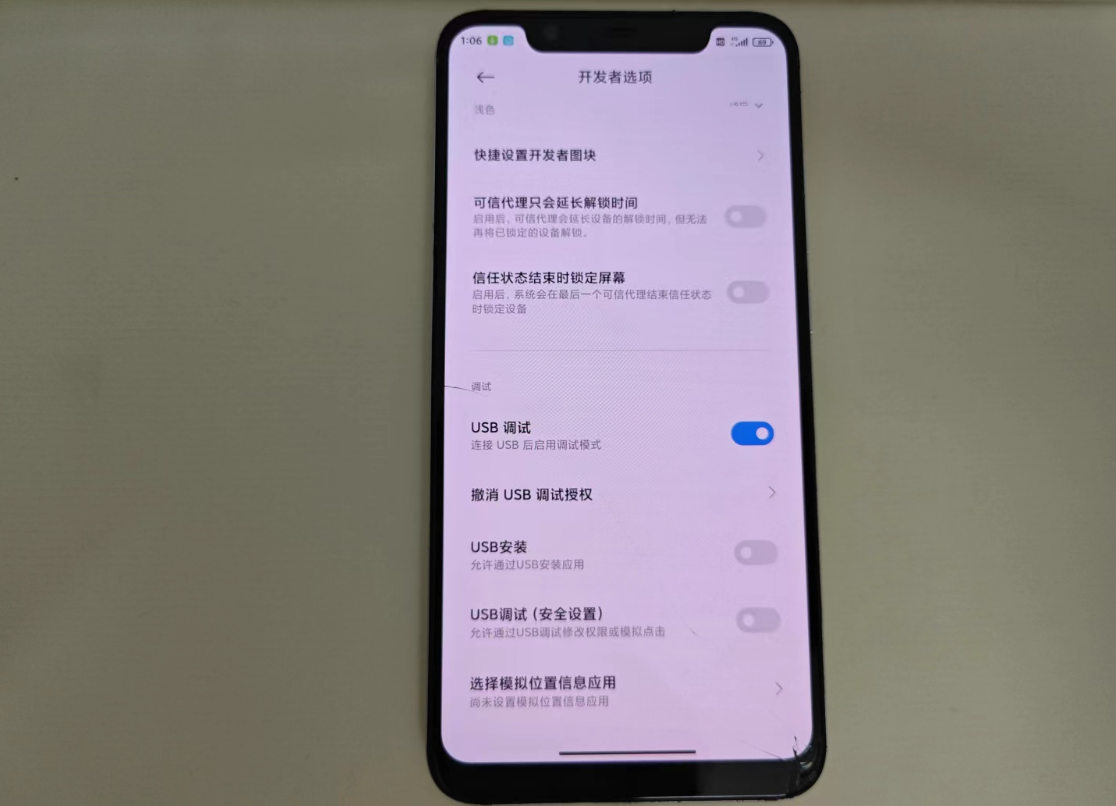 1:06
69
开发者选项
浅色
快捷设置开发者图块
可信代理只会延长解锁时间
启用后，可信代理会延长设备的解锁时间，但无法
再将已锁定的设备解锁。
信任状态结束时锁定屏幕
启用后，系统会在最后一个可信代理结束信任状态
时锁定设备
调试
USB 调试
连接 USB 后启用调试模式
撤消 USB 调试授权
USB安装
允许通过USB安装应用
USB调试（安全设置）
允许通过USB调试修改权限或模拟点击
选择模拟位置信息应用
尚未设置模拟位置信息应用